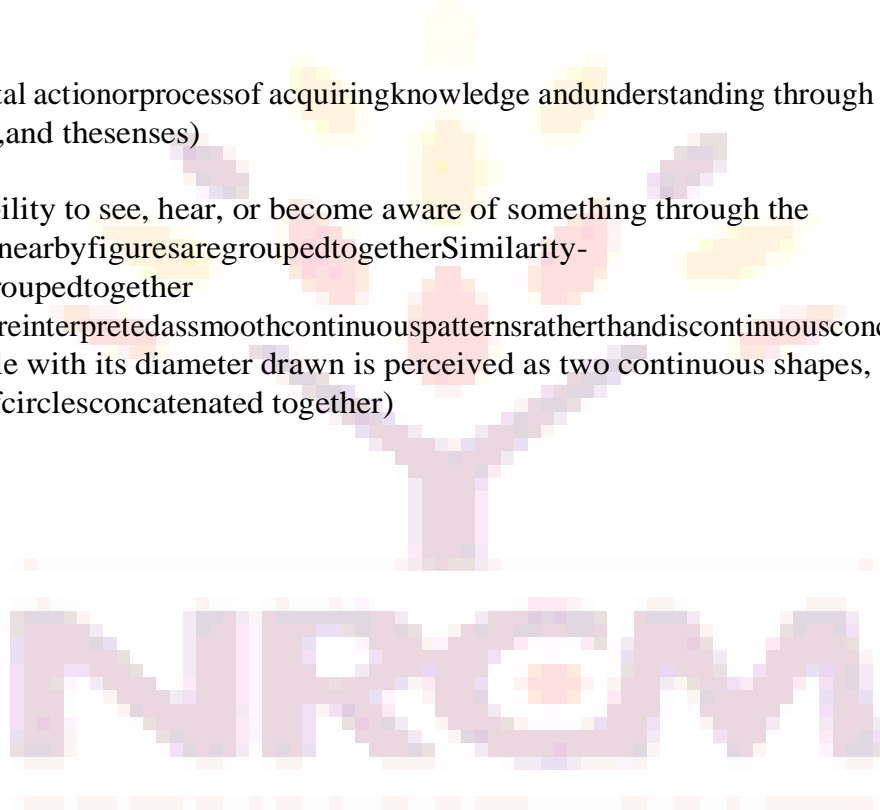 tal actionorprocessof acquiringknowledge andunderstanding through
,and thesenses)
ility to see, hear, or become aware of something through the
nearbyfiguresaregroupedtogetherSimilarity-
roupedtogether
reinterpretedassmoothcontinuouspatternsratherthandiscontinuousconc
le with its diameter drawn is perceived as two continuous shapes,
fcirclesconcatenated together)
NRCM